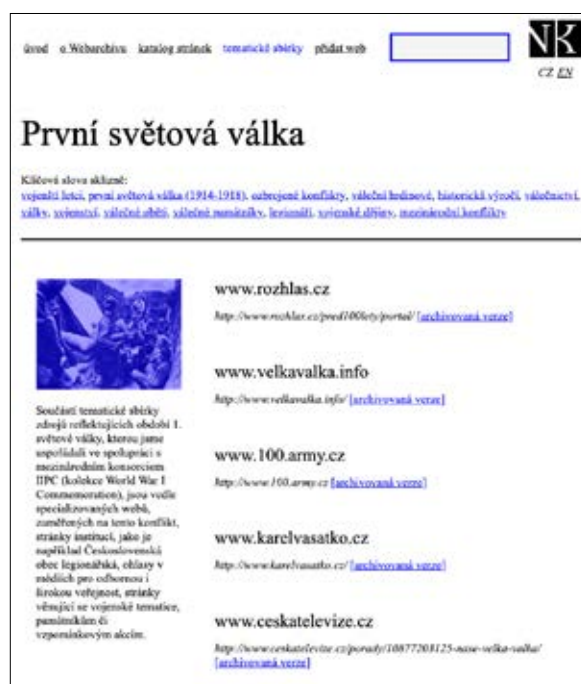 úvod o Webarchivu katalog stránek tematické sbírky přidat web
NK
CZ EN
První světová válka
Klíčová slova sklizně:
vojenští letci, první světová válka (1914-1918), ozbrojené konflikty, váleční hrdinové, historická výročí, válečnictví,
války, vojenství, válečné oběti, válečné památníky, legionáři, vojenské dějiny, mezinárodní konflikty
www.rozhlas.cz
http://www.rozhlas.cz/pred100lety/portal/ [archivovaná verze]
www.velkavalka.info
http://www.velkavalka.info/ [archivovaná verze]
www.100.army.cz
http://www.100.army.cz [archivovaná verze]
www.karelvasatko.cz
http://www.karelvasatko.cz/ [archivovaná verze]
www.ceskatelevize.cz
http://www.ceskatelevize.cz/porady/10877203125-nase-velka-valka/
[archivovaná verze]
Součástí tematické sbírky
zdrojů reflektujících období 1.
světové války, kterou jsme
uspořádali ve spolupráci s
mezinárodním konsorciem
IIPC (kolekce World War I
Commemoration), jsou vedle
specializovaných webů,
zaměřených na tento konflikt,
stránky institucí, jako je
například Československá
obec legionářská, ohlasy v
médiích pro odbornou i
širokou veřejnost, stránky
věnující se vojenské tematice,
památníkům či
vzpomínkovým akcím.